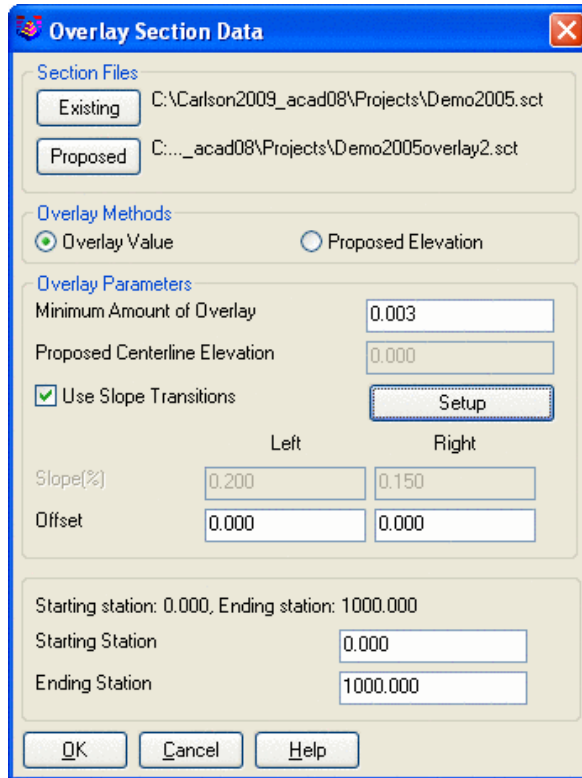 Overlay Section Data
Section Files
Existing C:\Carlson2009_acad08\Projects\Demo2005.sct
Proposed C:..._acad08\Projects\Demo2005overlay2.sct
Overlay Methods
Overlay Value Proposed Elevation
Overlay Parameters
Minimum Amount of Overlay 0.003
Proposed Centerline Elevation 0.000
Use Slope Transitions Setup
Left Right
Slope(%) 0.200 0.150
Offset 0.000 0.000
Starting station: 0.000, Ending station: 1000.000
Starting Station 0.000
Ending Station 1000.000
OK Cancel Help